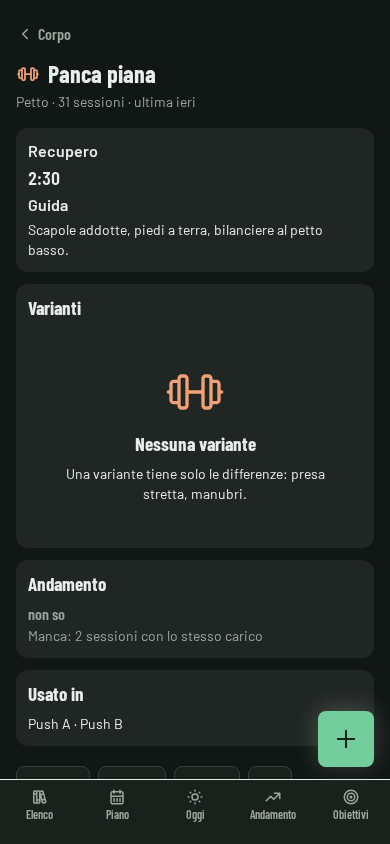 Corpo
Panca piana
Petto · 31 sessioni · ultima ieri
Recupero
2:30
Guida
Scapole addotte, piedi a terra, bilanciere al petto
basso.
Varianti
Nessuna variante
Una variante tiene solo le differenze: presa
stretta, manubri.
Andamento
non so
Manca: 2 sessioni con lo stesso carico
Usato in
Push A · Push B
Elenco
Piano
Oggi
Andamento
Obiettivi